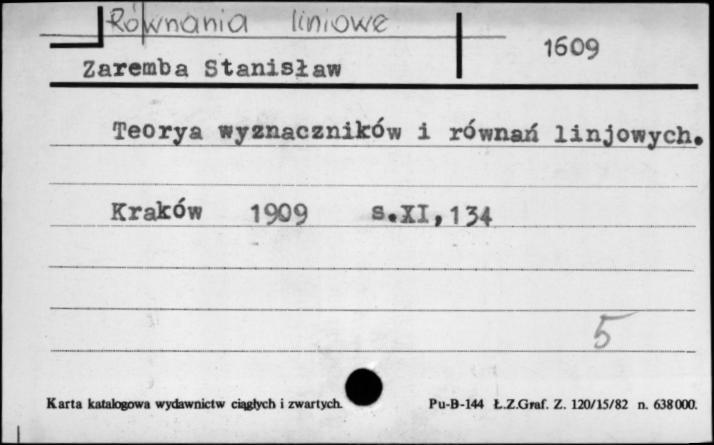 Równania liniowe
1609
Zaremba Stanisław
Teorya wyznaczników i równań linjowych.
Kraków 1909 s.XI,134
5
Karta katalogowa wydawnictw ciągłych i zwartych. Pu-B-144 Ł.Z.Graf. Z. 120/15/82 n. 638000.